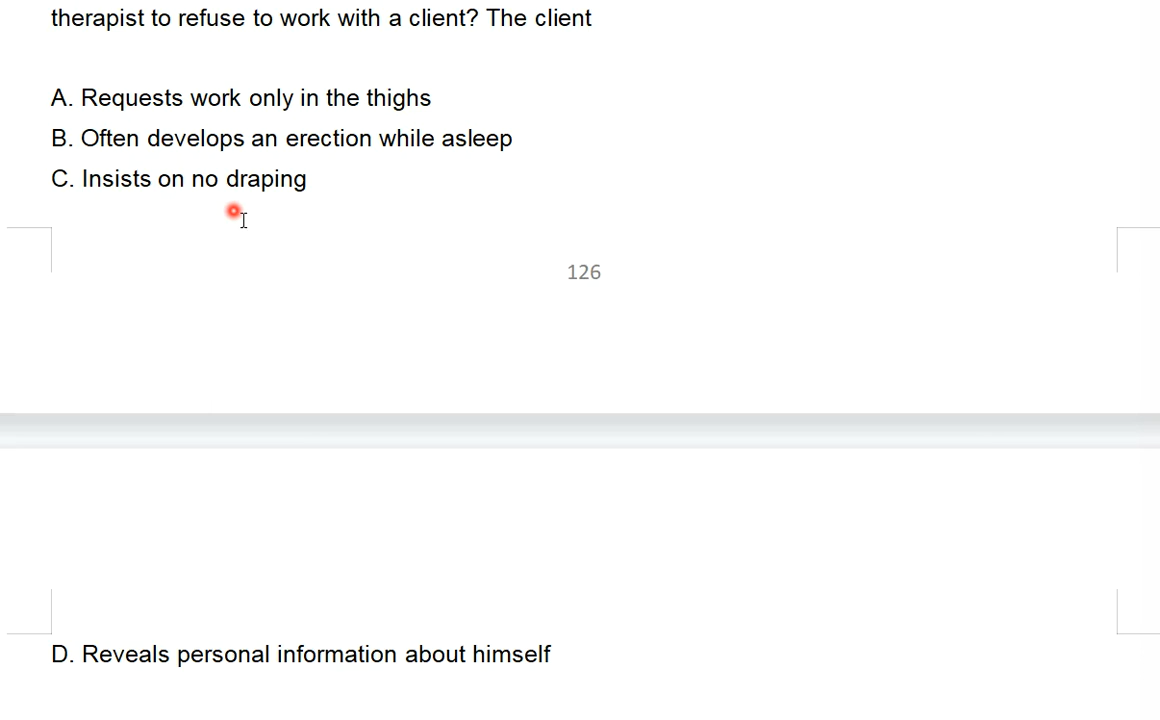 therapist to refuse to work with a client? The client
A. Requests work only in the thighs
B. Often develops an erection while asleep
C. Insists on no draping
126
D. Reveals personal information about himself